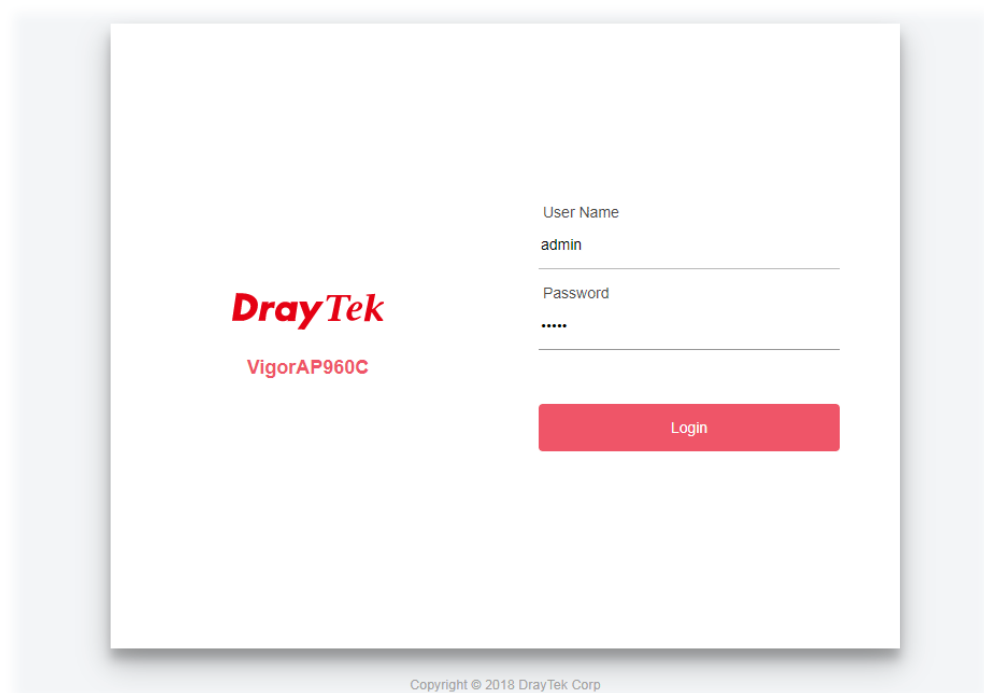 DrayTek
VigorAP960C
User Name
admin
Password
•••••
Login
Copyright © 2018 DrayTek Corp